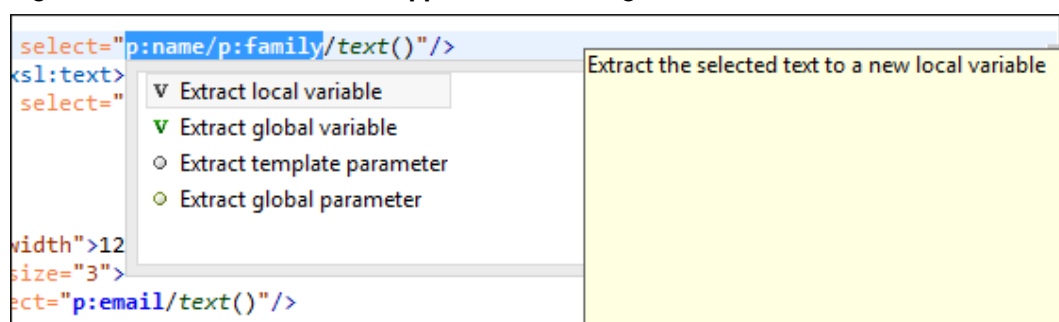 select="p:name/p:family/text()"/>
xsl:text>
select="
Extract the selected text to a new local variable
Extract local variable
Extract global variable
Extract template parameter
Extract global parameter
width">12
size="3">
ect="p:email/text()"/>